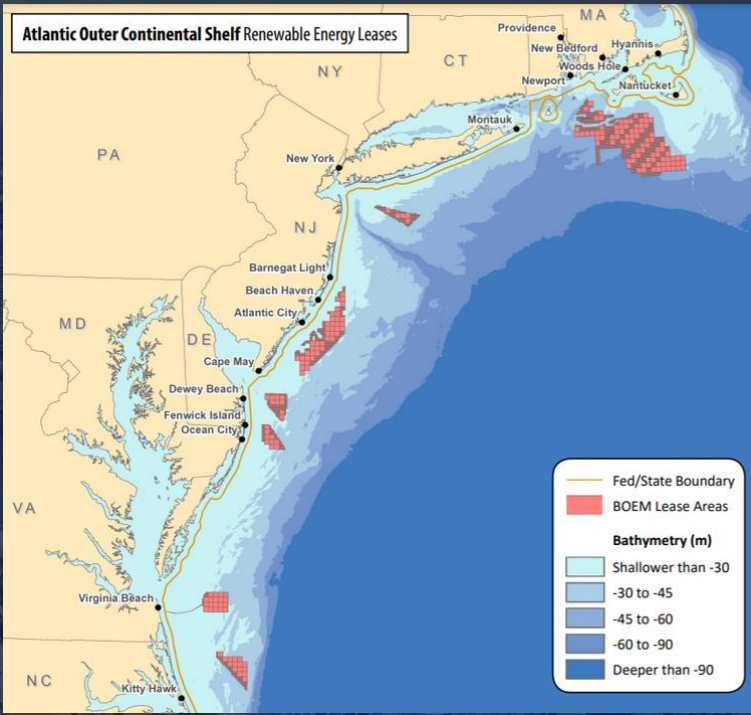 Atlantic Outer Continental Shelf Renewable Energy Leases
MA
Providence
New Bedford
Hyannis
Woods Hole
Newport
Nantucket
CT
NY
Montauk
PA
New York
NJ
Barnegat Light
Beach Haven
Atlantic City
MD
DE
Cape May
Dewey Beach
Fenwick Island
Ocean City
VA
Virginia Beach
NC
Kitty Hawk
Fed/State Boundary
BOEM Lease Areas
Bathymetry (m)
Shallower than -30
-30 to -45
-45 to -60
-60 to -90
Deeper than -90